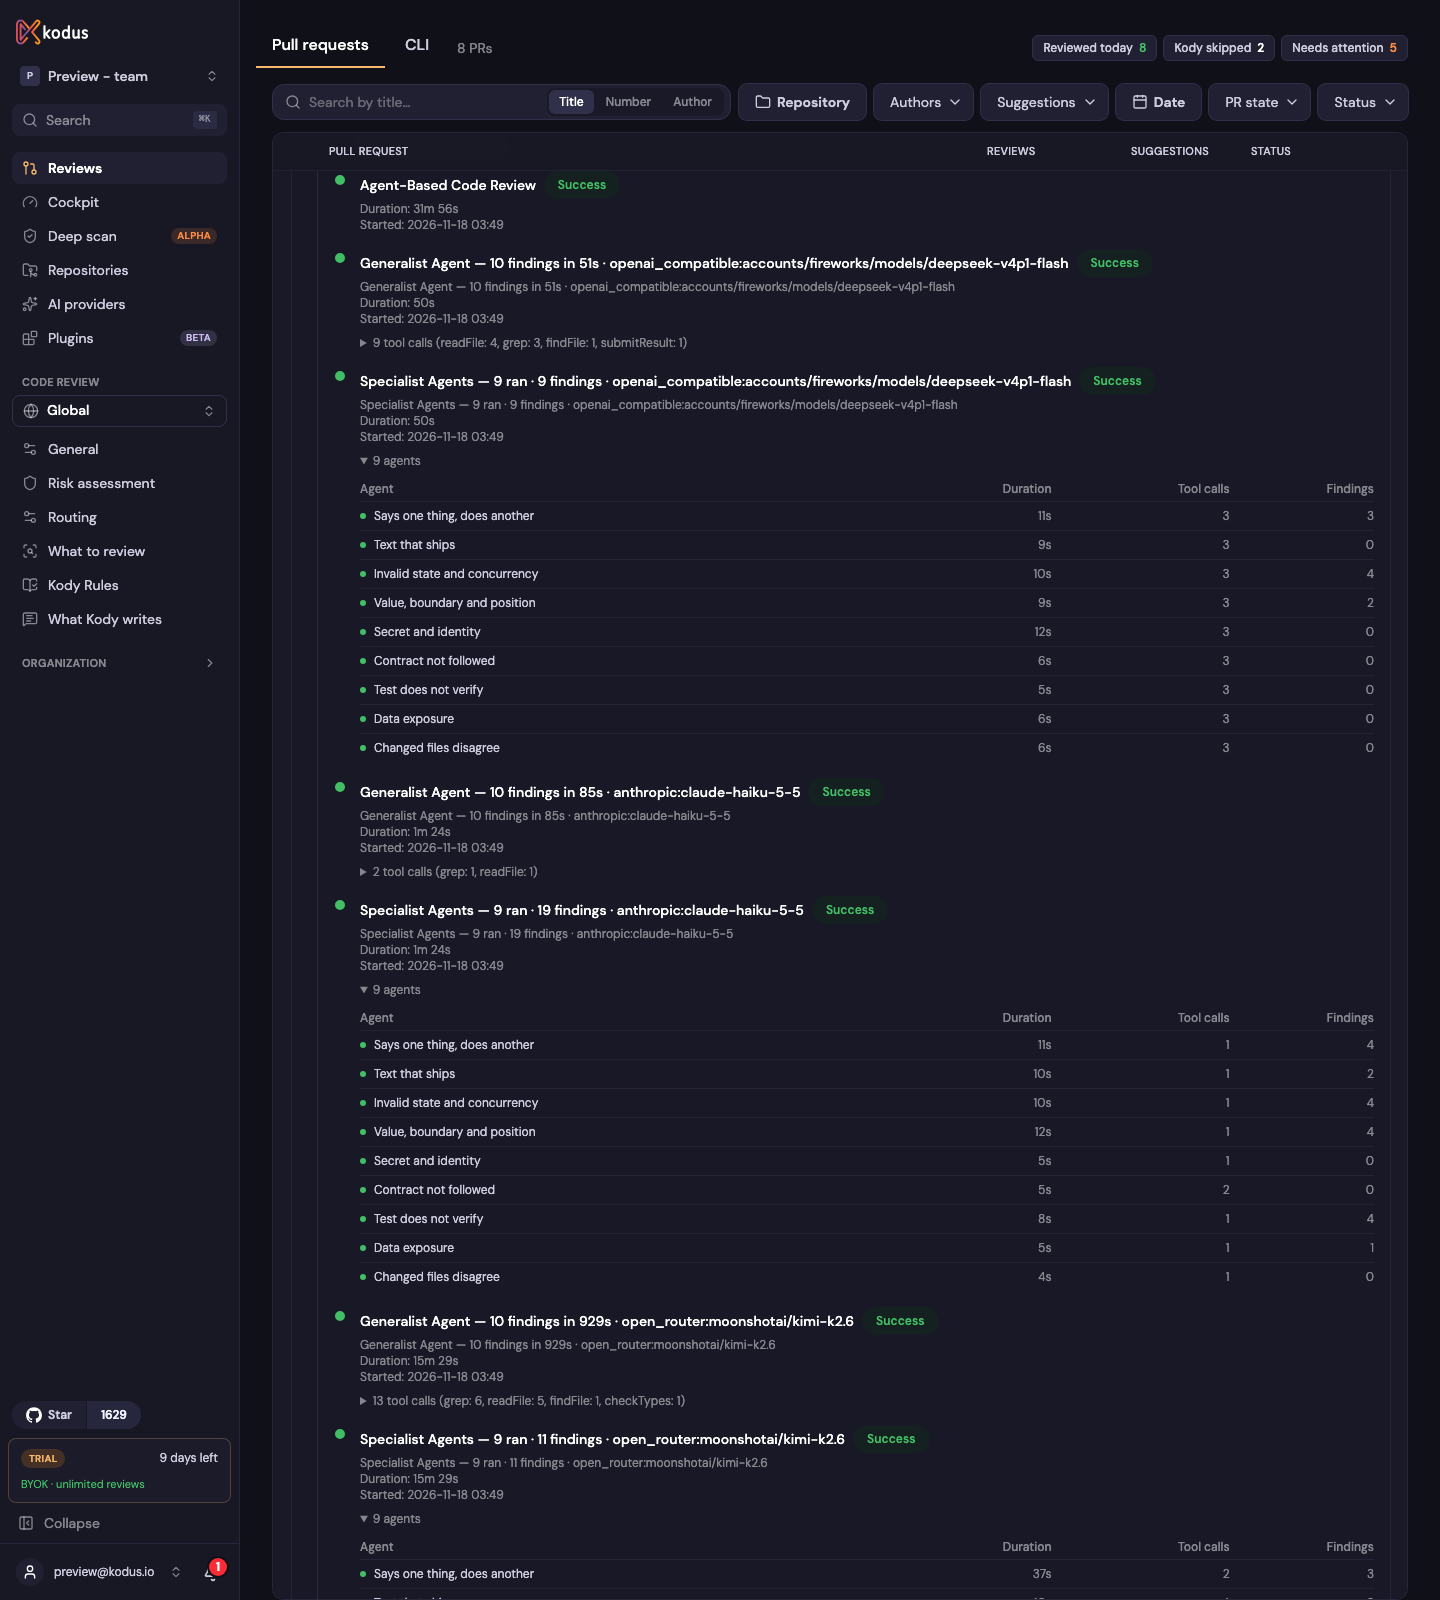 kodus
P Preview - team
Search ⌘K
Reviews
Cockpit
Deep scan ALPHA
Repositories
AI providers
Plugins BETA
CODE REVIEW
Global
General
Risk assessment
Routing
What to review
Kody Rules
What Kody writes
ORGANIZATION
Star 1629
TRIAL 9 days left
BYOK · unlimited reviews
Collapse
preview@kodus.io 1
Pull requests CLI 8 PRs
Reviewed today 8 Kody skipped 2 Needs attention 5
Search by title... Title Number Author Repository Authors Suggestions Date PR state Status
PULL REQUEST REVIEWS SUGGESTIONS STATUS
Agent-Based Code Review Success
Duration: 31m 56s
Started: 2026-11-18 03:49
Generalist Agent — 10 findings in 51s · openai_compatible:accounts/fireworks/models/deepseek-v4p1-flash Success
Generalist Agent — 10 findings in 51s · openai_compatible:accounts/fireworks/models/deepseek-v4p1-flash
Duration: 50s
Started: 2026-11-18 03:49
▶ 9 tool calls (readFile: 4, grep: 3, findFile: 1, submitResult: 1)
Specialist Agents — 9 ran · 9 findings · openai_compatible:accounts/fireworks/models/deepseek-v4p1-flash Success
Specialist Agents — 9 ran · 9 findings · openai_compatible:accounts/fireworks/models/deepseek-v4p1-flash
Duration: 50s
Started: 2026-11-18 03:49
▼ 9 agents
Agent Duration Tool calls Findings
Says one thing, does another 11s 3 3
Text that ships 9s 3 0
Invalid state and concurrency 10s 3 4
Value, boundary and position 9s 3 2
Secret and identity 12s 3 0
Contract not followed 6s 3 0
Test does not verify 5s 3 0
Data exposure 6s 3 0
Changed files disagree 6s 3 0
Generalist Agent — 10 findings in 85s · anthropic:claude-haiku-5-5 Success
Generalist Agent — 10 findings in 85s · anthropic:claude-haiku-5-5
Duration: 1m 24s
Started: 2026-11-18 03:49
▶ 2 tool calls (grep: 1, readFile: 1)
Specialist Agents — 9 ran · 19 findings · anthropic:claude-haiku-5-5 Success
Specialist Agents — 9 ran · 19 findings · anthropic:claude-haiku-5-5
Duration: 1m 24s
Started: 2026-11-18 03:49
▼ 9 agents
Agent Duration Tool calls Findings
Says one thing, does another 11s 1 4
Text that ships 10s 1 2
Invalid state and concurrency 10s 1 4
Value, boundary and position 12s 1 4
Secret and identity 5s 1 0
Contract not followed 5s 2 0
Test does not verify 8s 1 4
Data exposure 5s 1 1
Changed files disagree 4s 1 0
Generalist Agent — 10 findings in 929s · open_router:moonshotai/kimi-k2.6 Success
Generalist Agent — 10 findings in 929s · open_router:moonshotai/kimi-k2.6
Duration: 15m 29s
Started: 2026-11-18 03:49
▶ 13 tool calls (grep: 6, readFile: 5, findFile: 1, checkTypes: 1)
Specialist Agents — 9 ran · 11 findings · open_router:moonshotai/kimi-k2.6 Success
Specialist Agents — 9 ran · 11 findings · open_router:moonshotai/kimi-k2.6
Duration: 15m 29s
Started: 2026-11-18 03:49
▼ 9 agents
Agent Duration Tool calls Findings
Says one thing, does another 37s 2 3